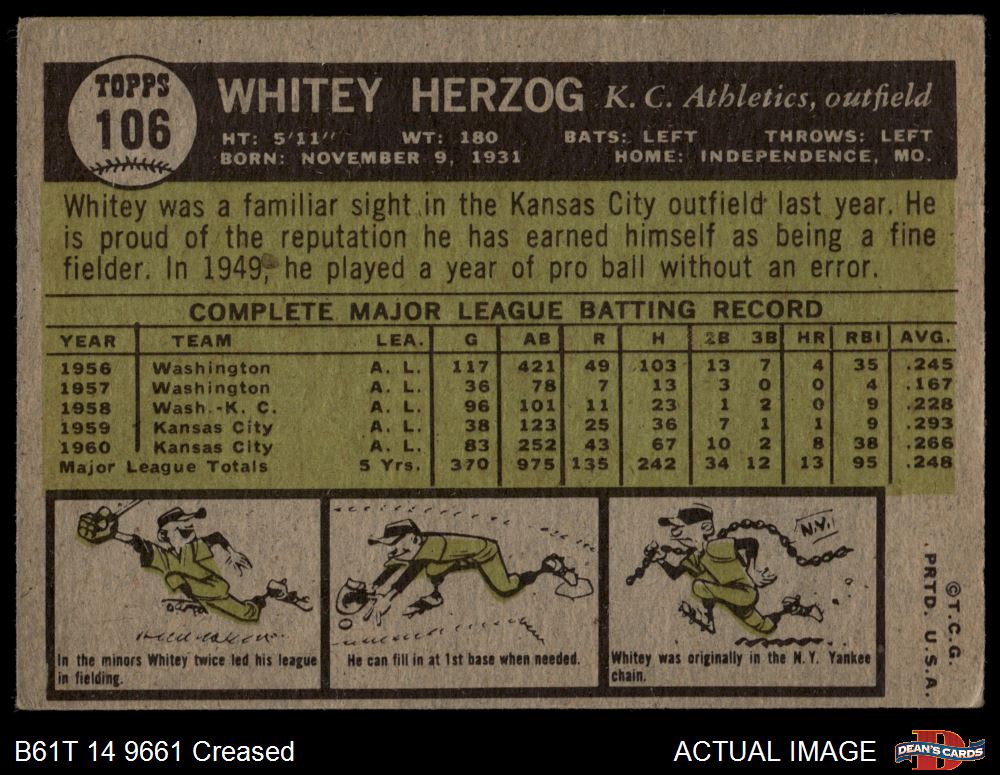 TOPPS
106
WHITEY HERZOG K. C. Athletics, outfield
HT: 5'11" WT: 180 BATS: LEFT THROWS: LEFT
BORN: NOVEMBER 9, 1931 HOME: INDEPENDENCE, MO.
Whitey was a familiar sight in the Kansas City outfield last year. He
is proud of the reputation he has earned himself as being a fine
fielder. In 1949, he played a year of pro ball without an error.
COMPLETE MAJOR LEAGUE BATTING RECORD
YEAR TEAM LEA. G AB R H 2B 3B HR RBI AVG.
1956 Washington A. L. 117 421 49 103 13 7 4 35 .245
1957 Washington A. L. 36 78 7 13 3 0 0 4 .167
1958 Wash.-K. C. A. L. 96 101 11 23 1 2 0 9 .228
1959 Kansas City A. L. 38 123 25 36 7 1 1 9 .293
1960 Kansas City A. L. 83 252 43 67 10 2 8 38 .266
Major League Totals 5 Yrs. 370 975 135 242 34 12 13 95 .248
N.Y.
In the minors Whitey twice led his league
in fielding.
He can fill in at 1st base when needed.
Whitey was originally in the N.Y. Yankee
chain.
©T.C.G.
PRTD. U.S.A.
B61T 14 9661 Creased
ACTUAL IMAGE
DEAN'S CARDS